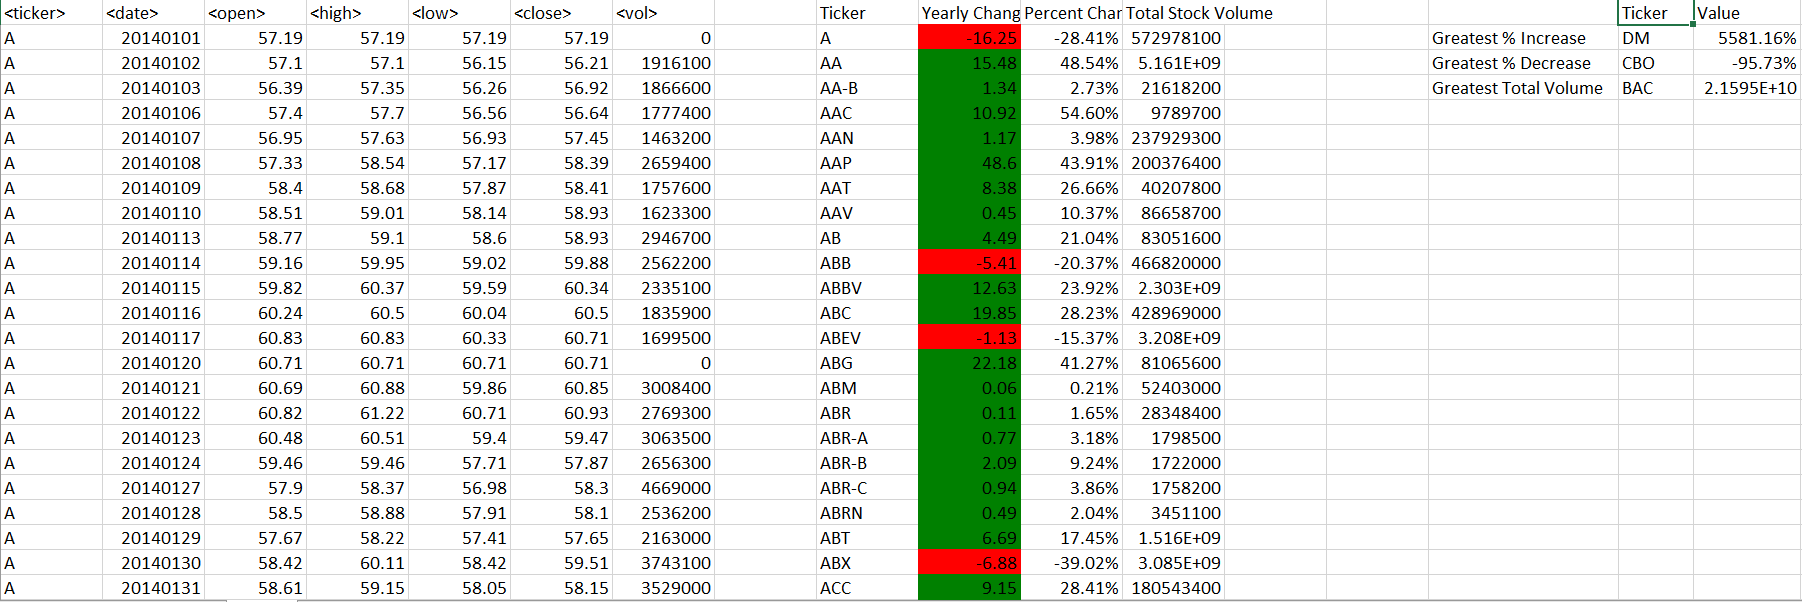 <ticker> <date> <open> <high> <low> <close> <vol> Ticker Yearly Chang Percent Char Total Stock Volume Ticker Value
A 20140101 57.19 57.19 57.19 57.19 0 A -16.25 -28.41% 572978100 Greatest % Increase DM 5581.16%
A 20140102 57.1 57.1 56.15 56.21 1916100 AA 15.48 48.54% 5.161E+09 Greatest % Decrease CBO -95.73%
A 20140103 56.39 57.35 56.26 56.92 1866600 AA-B 1.34 2.73% 21618200 Greatest Total Volume BAC 2.1595E+10
A 20140106 57.4 57.7 56.56 56.64 1777400 AAC 10.92 54.60% 9789700
A 20140107 56.95 57.63 56.93 57.45 1463200 AAN 1.17 3.98% 237929300
A 20140108 57.33 58.54 57.17 58.39 2659400 AAP 48.6 43.91% 200376400
A 20140109 58.4 58.68 57.87 58.41 1757600 AAT 8.38 26.66% 40207800
A 20140110 58.51 59.01 58.14 58.93 1623300 AAV 0.45 10.37% 86658700
A 20140113 58.77 59.1 58.6 58.93 2946700 AB 4.49 21.04% 83051600
A 20140114 59.16 59.95 59.02 59.88 2562200 ABB -5.41 -20.37% 466820000
A 20140115 59.82 60.37 59.59 60.34 2335100 ABBV 12.63 23.92% 2.303E+09
A 20140116 60.24 60.5 60.04 60.5 1835900 ABC 19.85 28.23% 428969000
A 20140117 60.83 60.83 60.33 60.71 1699500 ABEV -1.13 -15.37% 3.208E+09
A 20140120 60.71 60.71 60.71 60.71 0 ABG 22.18 41.27% 81065600
A 20140121 60.69 60.88 59.86 60.85 3008400 ABM 0.06 0.21% 52403000
A 20140122 60.82 61.22 60.71 60.93 2769300 ABR 0.11 1.65% 28348400
A 20140123 60.48 60.51 59.4 59.47 3063500 ABR-A 0.77 3.18% 1798500
A 20140124 59.46 59.46 57.71 57.87 2656300 ABR-B 2.09 9.24% 1722000
A 20140127 57.9 58.37 56.98 58.3 4669000 ABR-C 0.94 3.86% 1758200
A 20140128 58.5 58.88 57.91 58.1 2536200 ABRN 0.49 2.04% 3451100
A 20140129 57.67 58.22 57.41 57.65 2163000 ABT 6.69 17.45% 1.516E+09
A 20140130 58.42 60.11 58.42 59.51 3743100 ABX -6.88 -39.02% 3.085E+09
A 20140131 58.61 59.15 58.05 58.15 3529000 ACC 9.15 28.41% 180543400